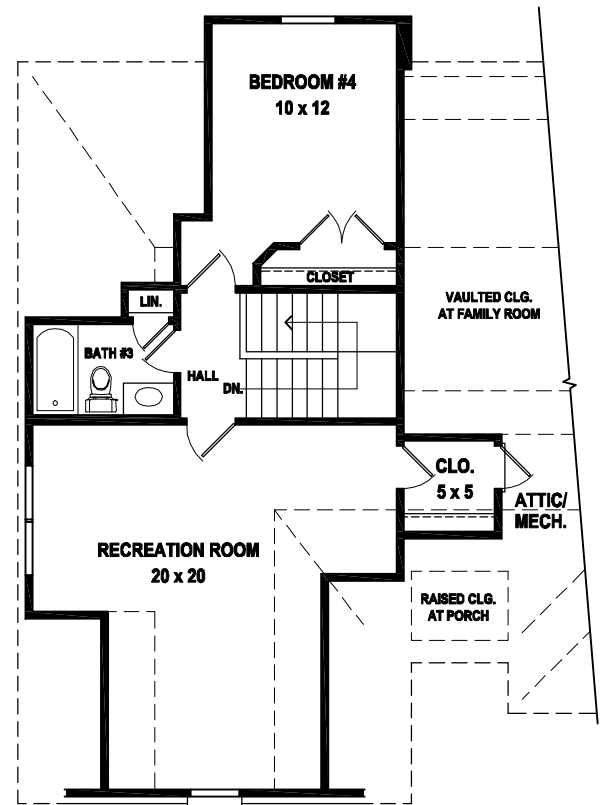 BEDROOM #4
10 x 12
CLOSET
LIN.
VAULTED CLG.
AT FAMILY ROOM
BATH #3
HALL
DN.
CLO.
5 x 5
ATTIC/
MECH.
RECREATION ROOM
20 x 20
RAISED CLG.
AT PORCH